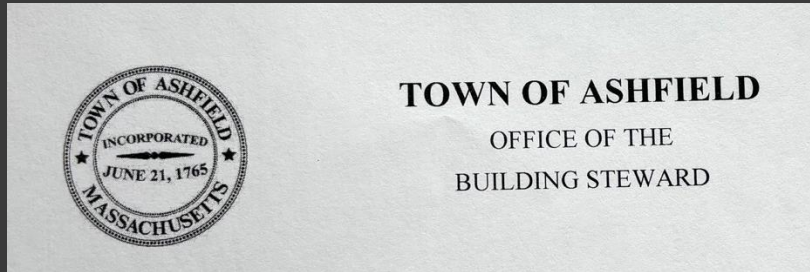 TOWN OF ASHFIELD
INCORPORATED
JUNE 21, 1765
MASSACHUSETTS
TOWN OF ASHFIELD
OFFICE OF THE
BUILDING STEWARD